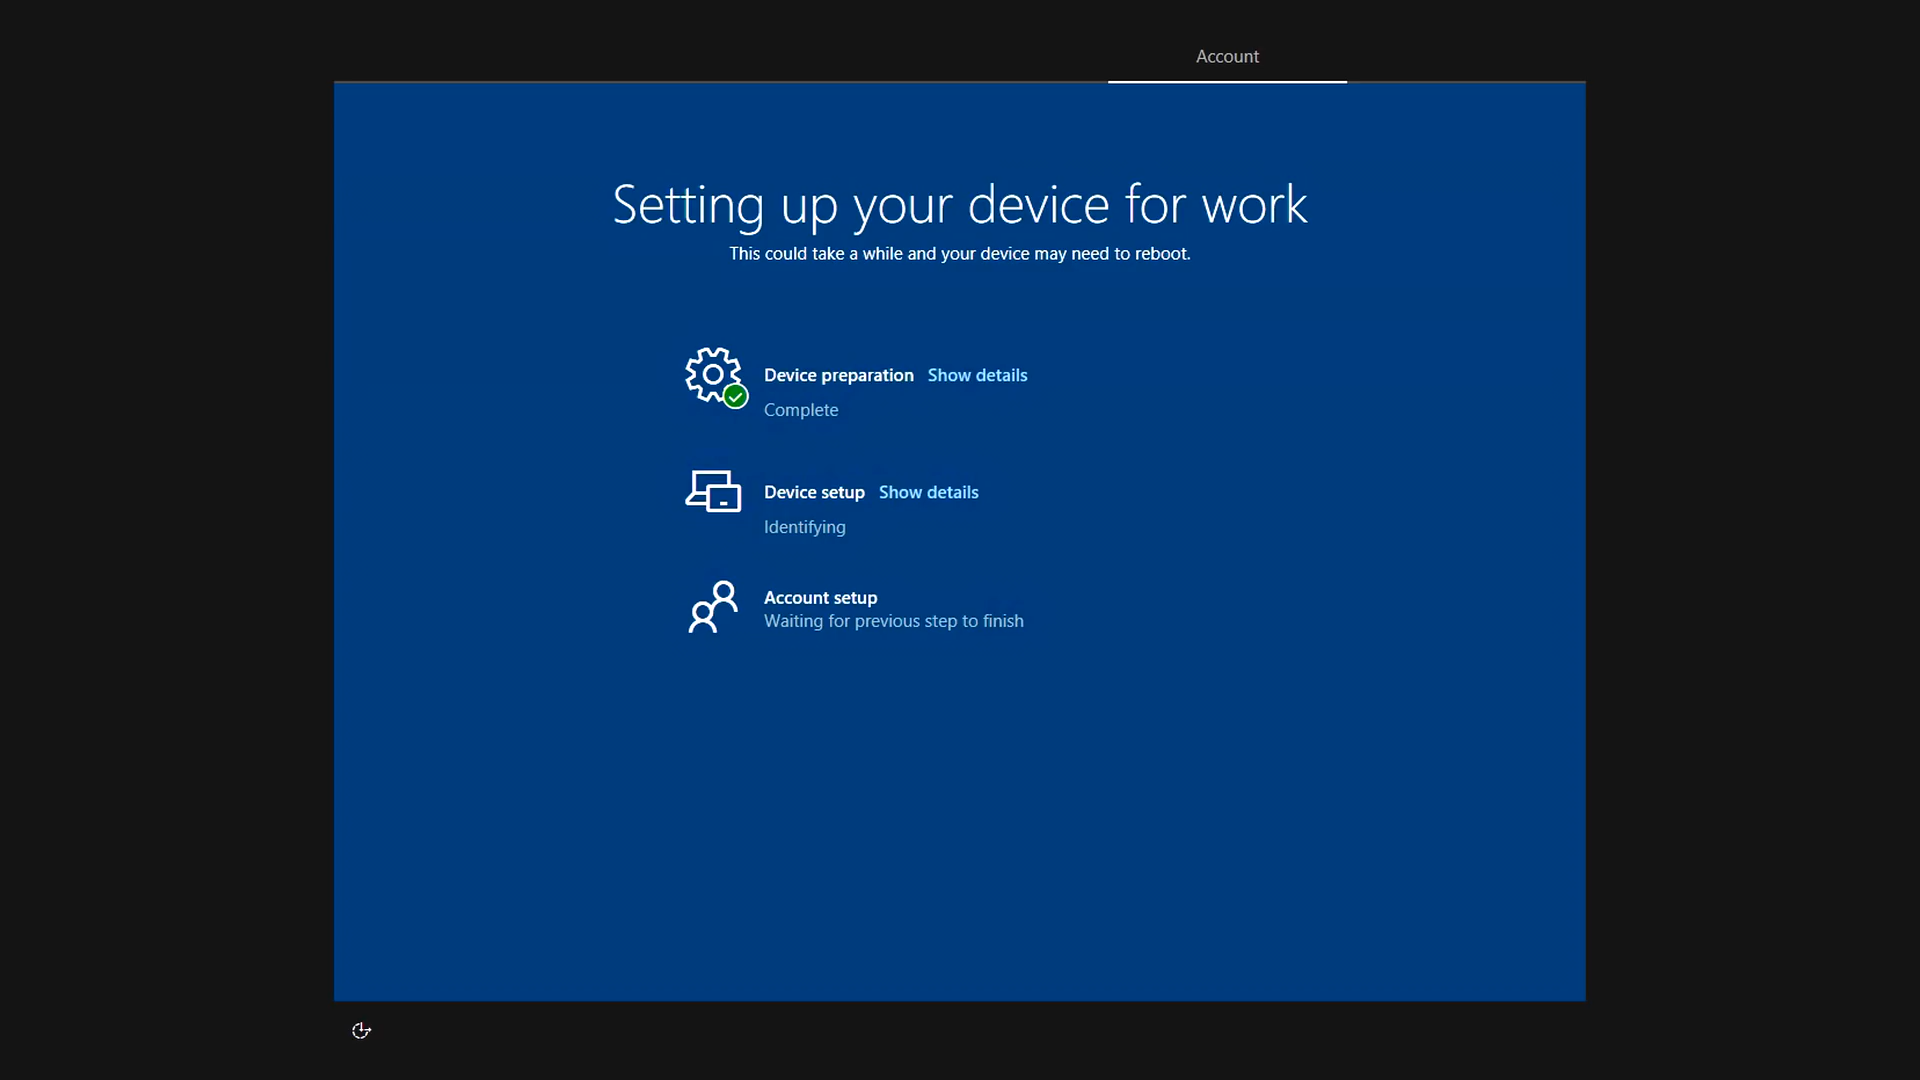 Account
Setting up your device for work
This could take a while and your device may need to reboot.
Device preparation Show details
Complete
Device setup Show details
Identifying
Account setup
Waiting for previous step to finish